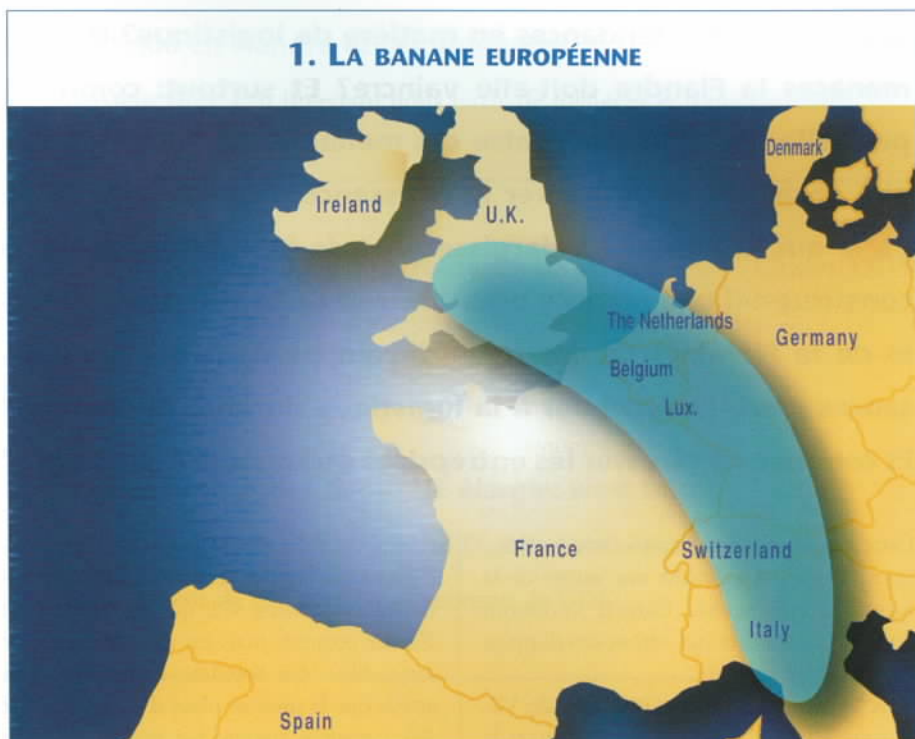 1. LA BANANE EUROPÉENNE
Denmark
Ireland
U.K.
The Netherlands
Germany
Belgium
Lux.
France
Switzerland
Italy
Spain